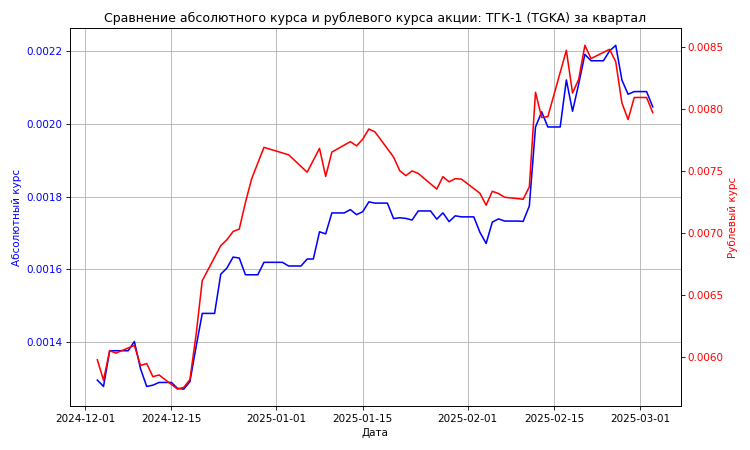 Сравнение абсолютного курса и рублевого курса акции: ТГК-1 (TGKA) за квартал
Абсолютный курс
0.0022
0.0020
0.0018
0.0016
0.0014
Рублевый курс
0.0085
0.0080
0.0075
0.0070
0.0065
0.0060
2024-12-01 2024-12-15 2025-01-01 2025-01-15 2025-02-01 2025-02-15 2025-03-01
Дата